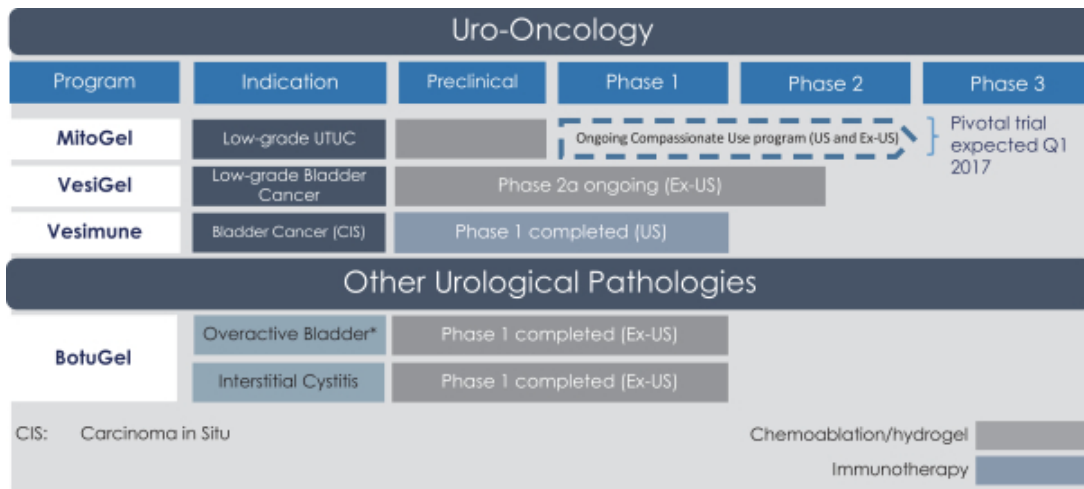 Uro-Oncology
Program Indication Preclinical Phase 1 Phase 2 Phase 3
MitoGel Low-grade UTUC Ongoing Compassionate Use program (US and Ex-US) Pivotal trial
expected Q1
2017
VesiGel Low-grade Bladder
Cancer Phase 2a ongoing (Ex-US)
Vesimune Bladder Cancer (CIS) Phase 1 completed (US)
Other Urological Pathologies
BotuGel
Overactive Bladder* Phase 1 completed (Ex-US)
Interstitial Cystitis Phase 1 completed (Ex-US)
CIS: Carcinoma in Situ
Chemoablation/hydrogel
Immunotherapy